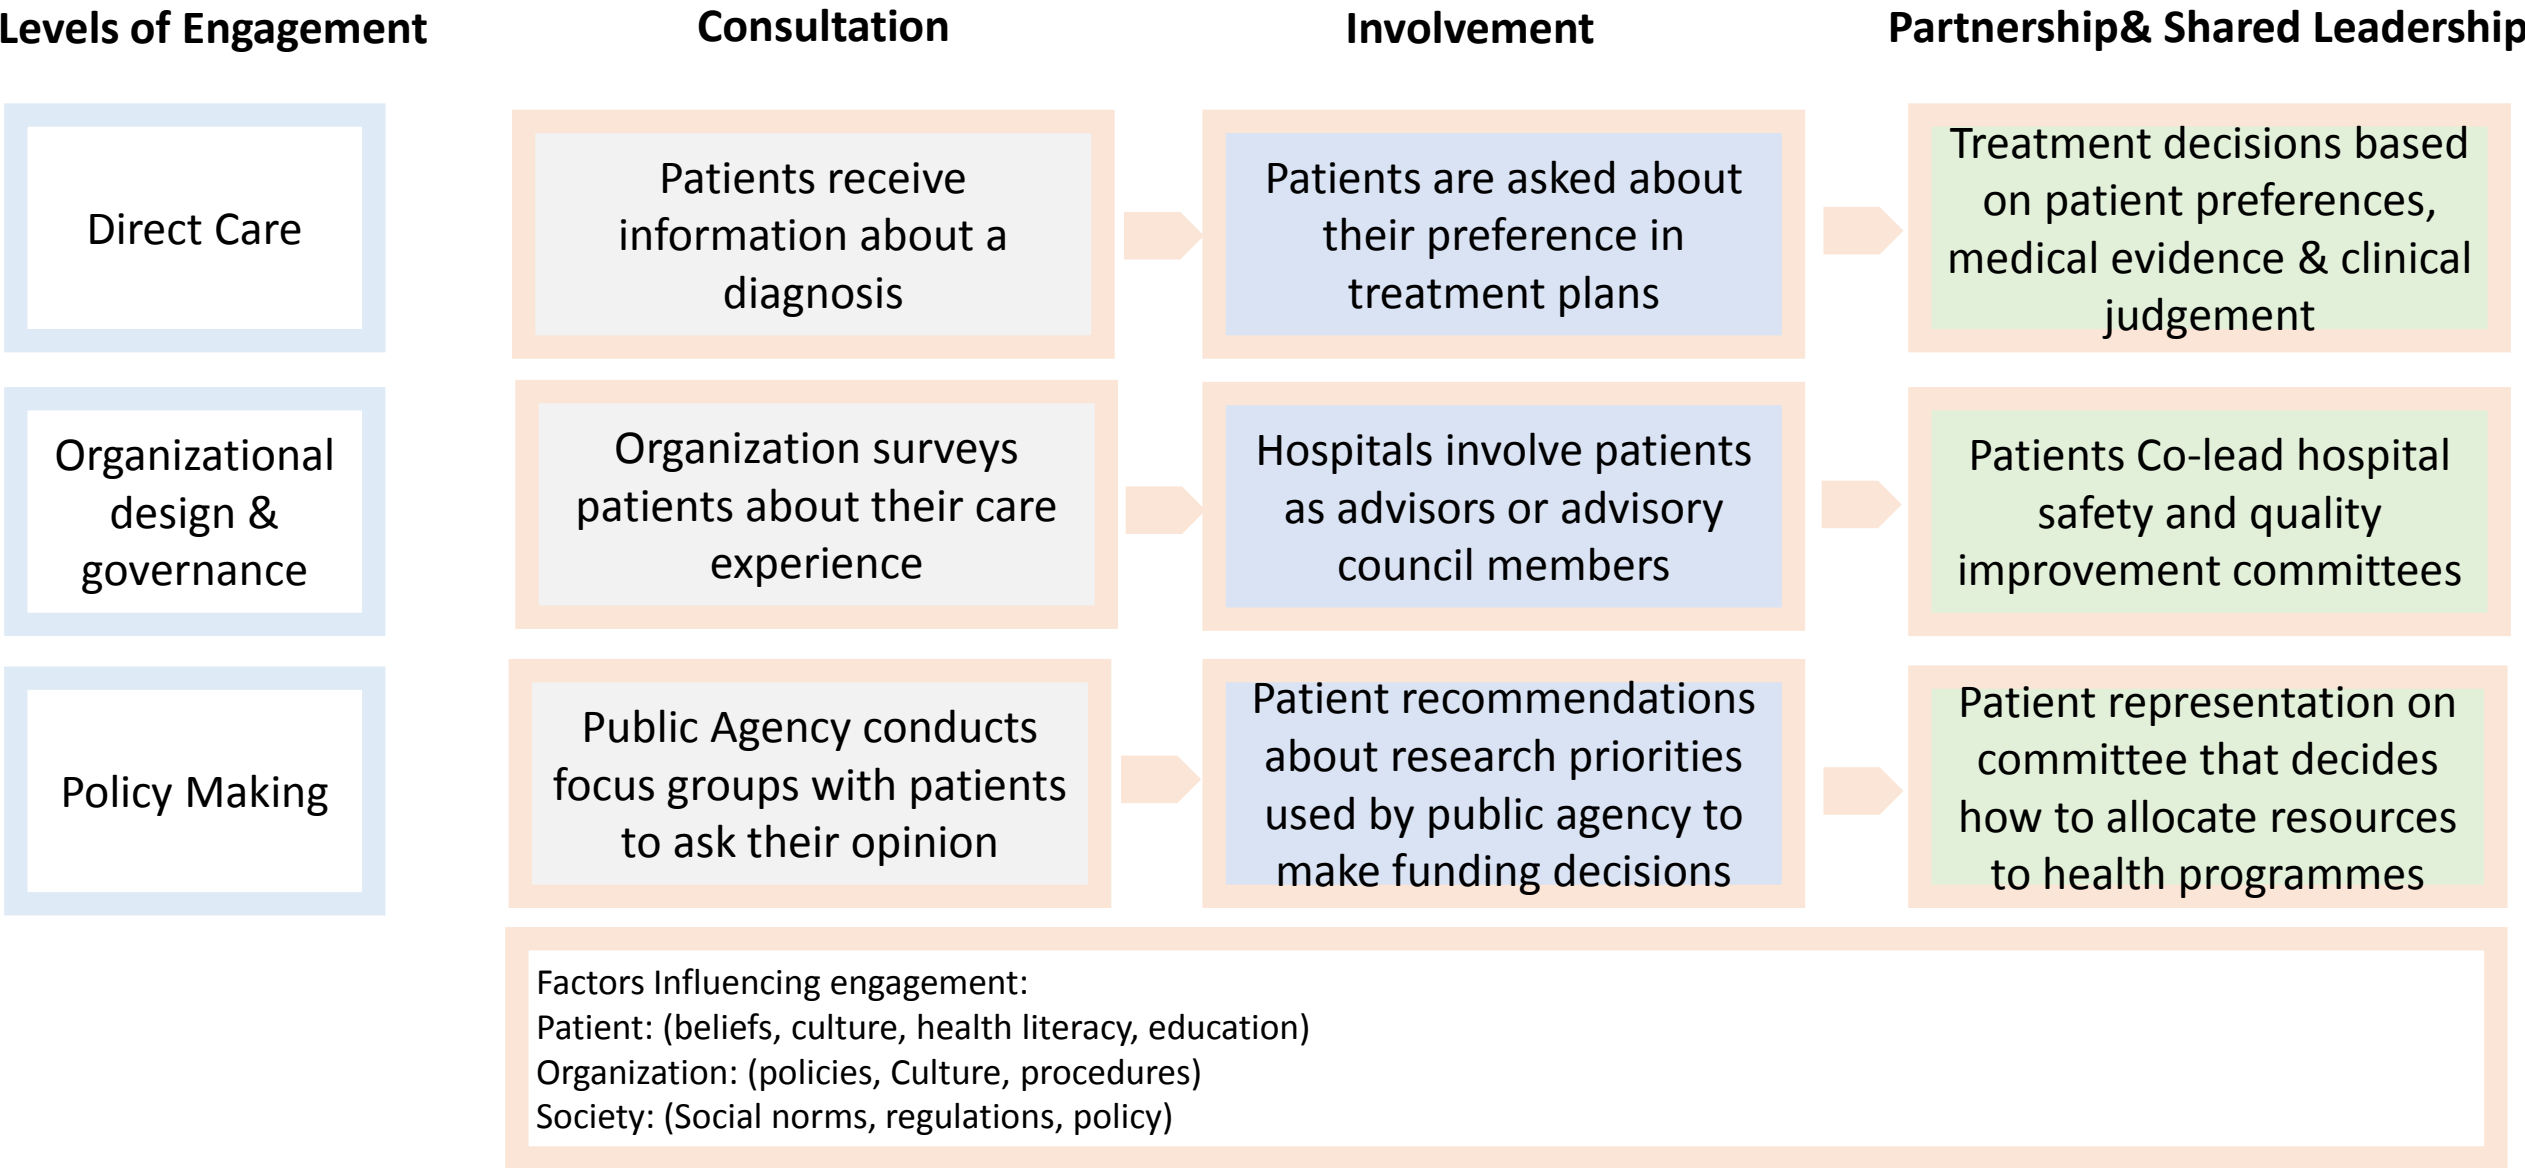 Levels of Engagement
Consultation
Involvement
Partnership& Shared Leadership
Direct Care
Patients receive
information about a
diagnosis
Patients are asked about
their preference in
treatment plans
Treatment decisions based
on patient preferences,
medical evidence & clinical
judgement
Organizational
design &
governance
Organization surveys
patients about their care
experience
Hospitals involve patients
as advisors or advisory
council members
Patients Co-lead hospital
safety and quality
improvement committees
Policy Making
Public Agency conducts
focus groups with patients
to ask their opinion
Patient recommendations
about research priorities
used by public agency to
make funding decisions
Patient representation on
committee that decides
how to allocate resources
to health programmes
Factors Influencing engagement:
Patient: (beliefs, culture, health literacy, education)
Organization: (policies, Culture, procedures)
Society: (Social norms, regulations, policy)